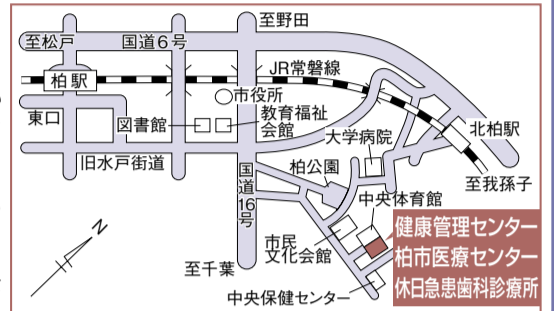 至野田
至松戸
国道6号
JR常磐線
柏駅
市役所
東口
図書館
教育福祉
会館
大学病院
北柏駅
旧水戸街道
柏公園
国道16号
至我孫子
中央体育館
健康管理センター
柏市医療センター
休日急患歯科診療所
市民
文化会館
至千葉
中央保健センター
N